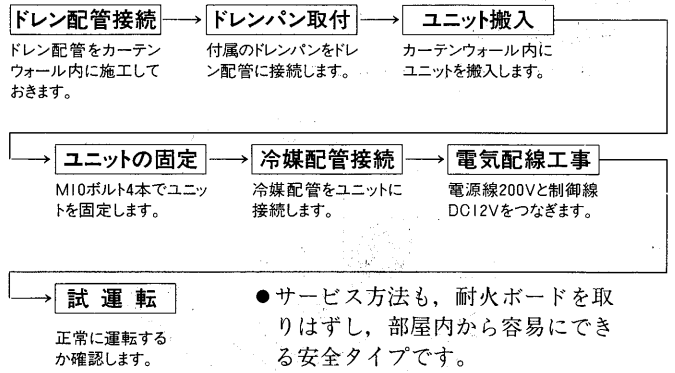 ドレン配管接続
ドレンパン取付
ユニット搬入
ドレン配管をカーテン
ウォール内に施工して
おきます。
付属のドレンパンをドレ
ン配管に接続します。
カーテンウォール内に
ユニットを搬入します。
ユニットの固定
冷媒配管接続
電気配線工事
M10ボルト4本でユニッ
トを固定します。
冷媒配管をユニットに
接続します。
電源線200Vと制御線
DC12Vをつなぎます。
試運転
正常に運転する
か確認します。
●サービス方法も，耐火ボードを取
りはずし，部屋内から容易にでき
る安全タイプです。